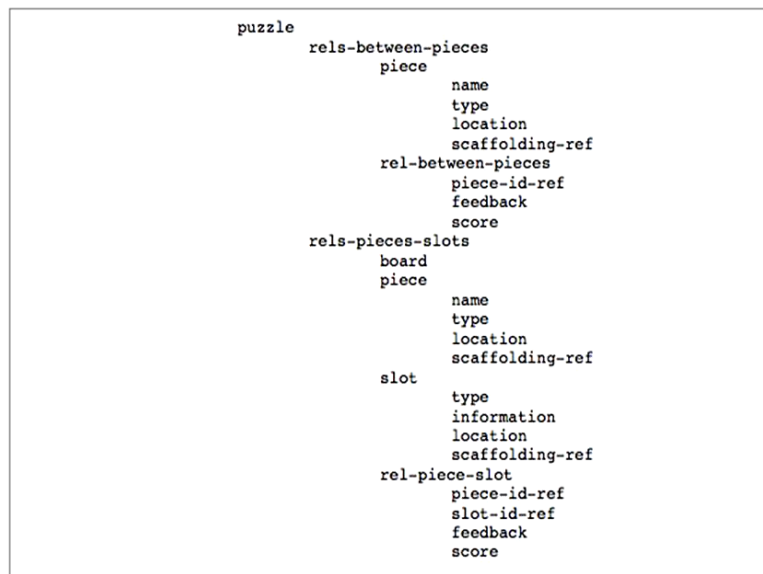 puzzle
rels-between-pieces
piece
name
type
location
scaffolding-ref
rel-between-pieces
piece-id-ref
feedback
score
rels-pieces-slots
board
piece
name
type
location
scaffolding-ref
slot
type
information
location
scaffolding-ref
rel-piece-slot
piece-id-ref
slot-id-ref
feedback
score